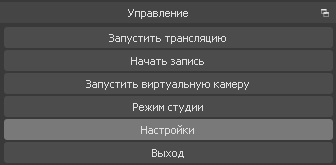 Управление
Запустить трансляцию
Начать запись
Запустить виртуальную камеру
Режим студии
Настройки
Выход